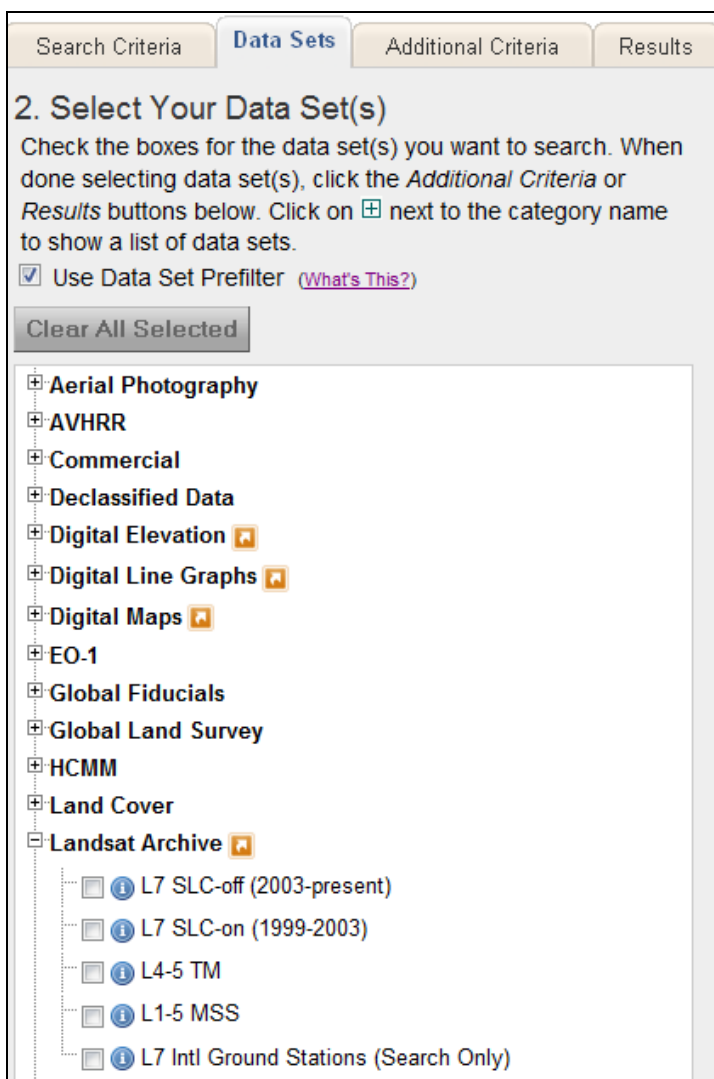 Search Criteria
Data Sets
Additional Criteria
Results
2. Select Your Data Set(s)
Check the boxes for the data set(s) you want to search. When
done selecting data set(s), click the Additional Criteria or
Results buttons below. Click on next to the category name
to show a list of data sets.
Use Data Set Prefilter (What's This?)
Clear All Selected
Aerial Photography
AVHRR
Commercial
Declassified Data
Digital Elevation
Digital Line Graphs
Digital Maps
EO-1
Global Fiducials
Global Land Survey
HCMM
Land Cover
Landsat Archive
L7 SLC-off (2003-present)
L7 SLC-on (1999-2003)
L4-5 TM
L1-5 MSS
L7 Intl Ground Stations (Search Only)